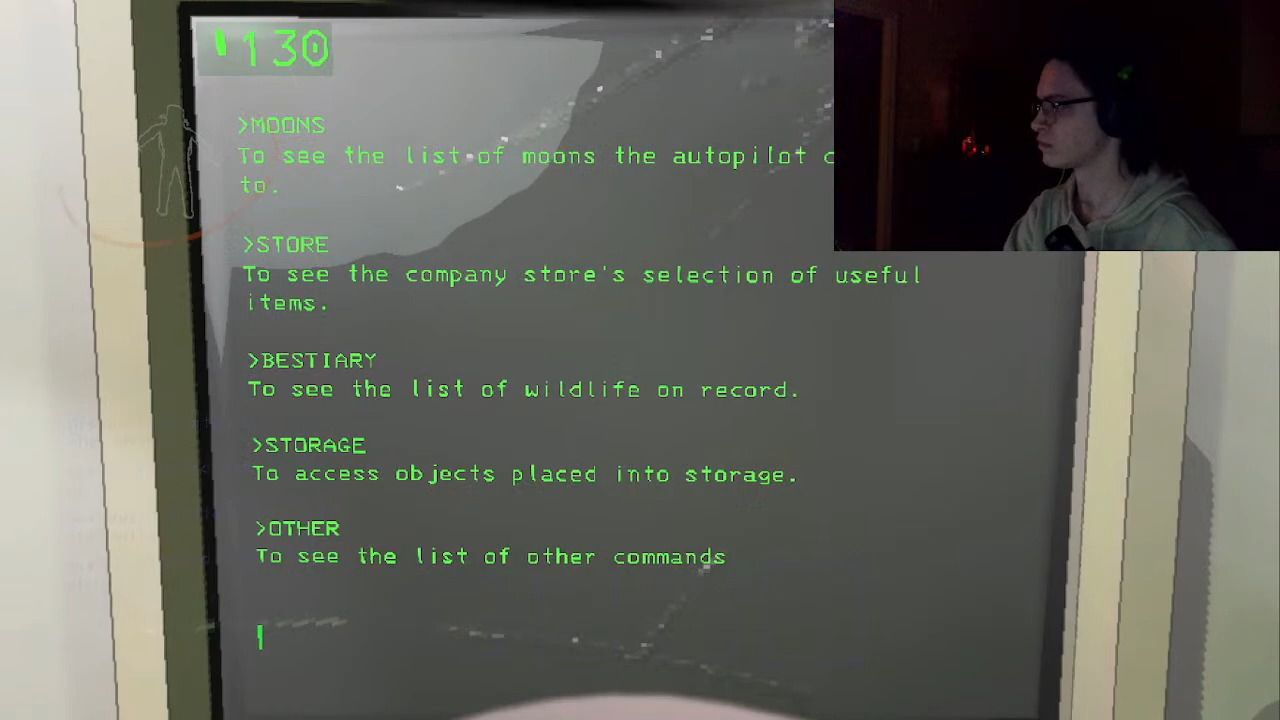 130
>MOONS
To see the list of moons the autopilot
to.
>STORE
To see the company store's selection of useful
items.
>BESTIARY
To see the list of wildlife on record.
>STORAGE
To access objects placed into storage.
>OTHER
To see the list of other commands